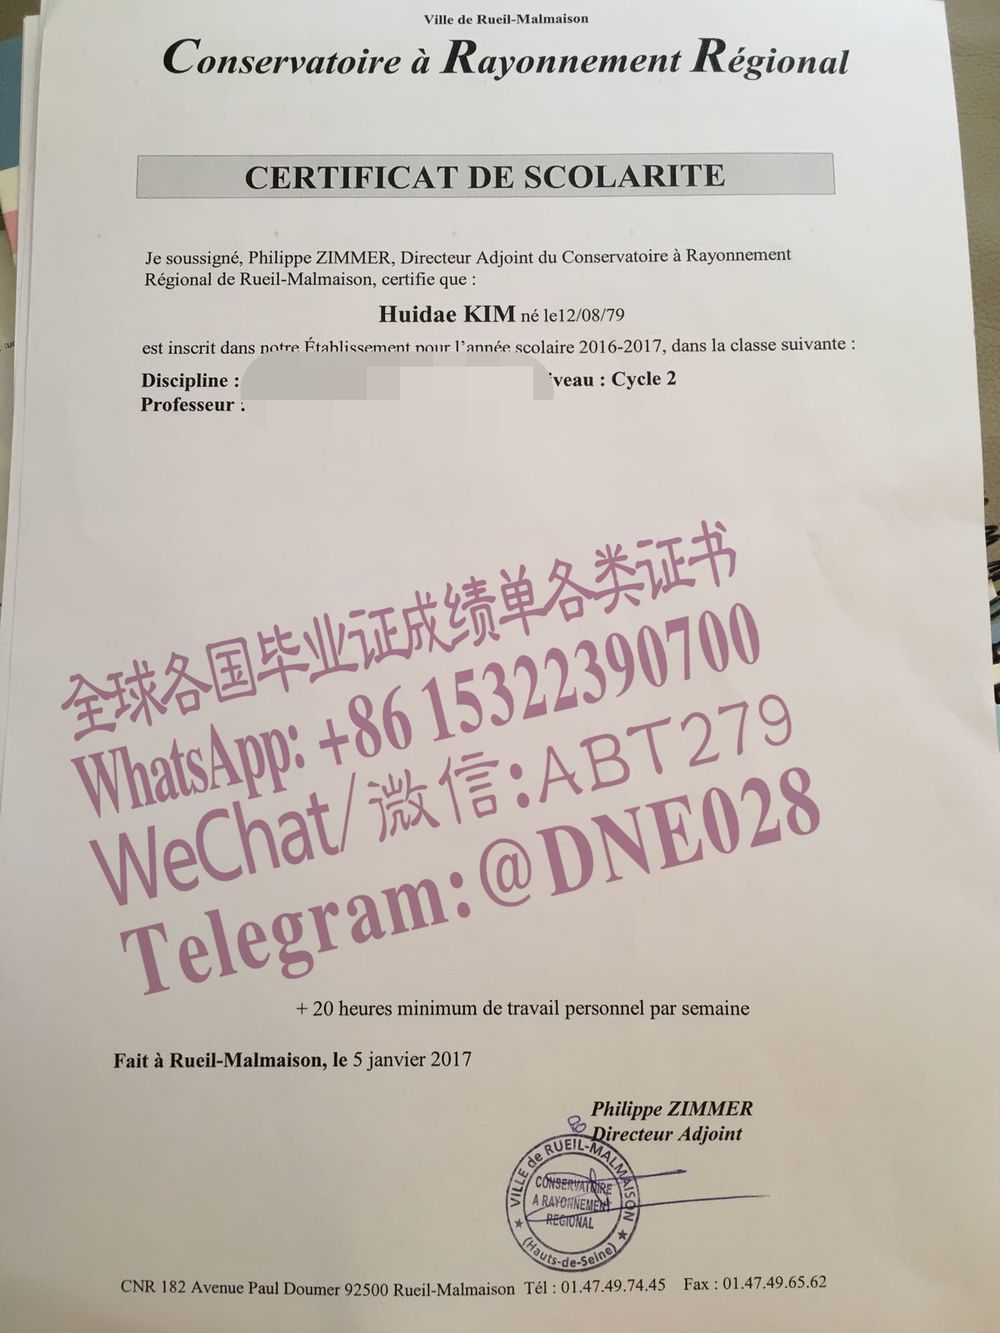 Ville de Rueil-Malmaison
Conservatoire à Rayonnement Régional
CERTIFICAT DE SCOLARITE
Je soussigné, Philippe ZIMMER, Directeur Adjoint du Conservatoire à Rayonnement
Régional de Rueil-Malmaison, certifie que :
Huidae KIM né le12/08/79
est inscrit dans notre Établissement pour l'année scolaire 2016-2017, dans la classe suivante :
Discipline : iveau : Cycle 2
Professeur :
全球各国毕业证成绩单各类证书
WhatsApp: +86 15322390700
WeChat/微信:ABT279
Telegram:@DNE028
+ 20 heures minimum de travail personnel par semaine
Fait à Rueil-Malmaison, le 5 janvier 2017
Philippe ZIMMER
Directeur Adjoint
VILLE de RUEIL-MALMAISON
CONSERVATOIRE
A RAYONNEMENT
REGIONAL
(Hauts-de-Seine)
CNR 182 Avenue Paul Doumer 92500 Rueil-Malmaison Tél : 01.47.49.74.45 Fax : 01.47.49.65.62